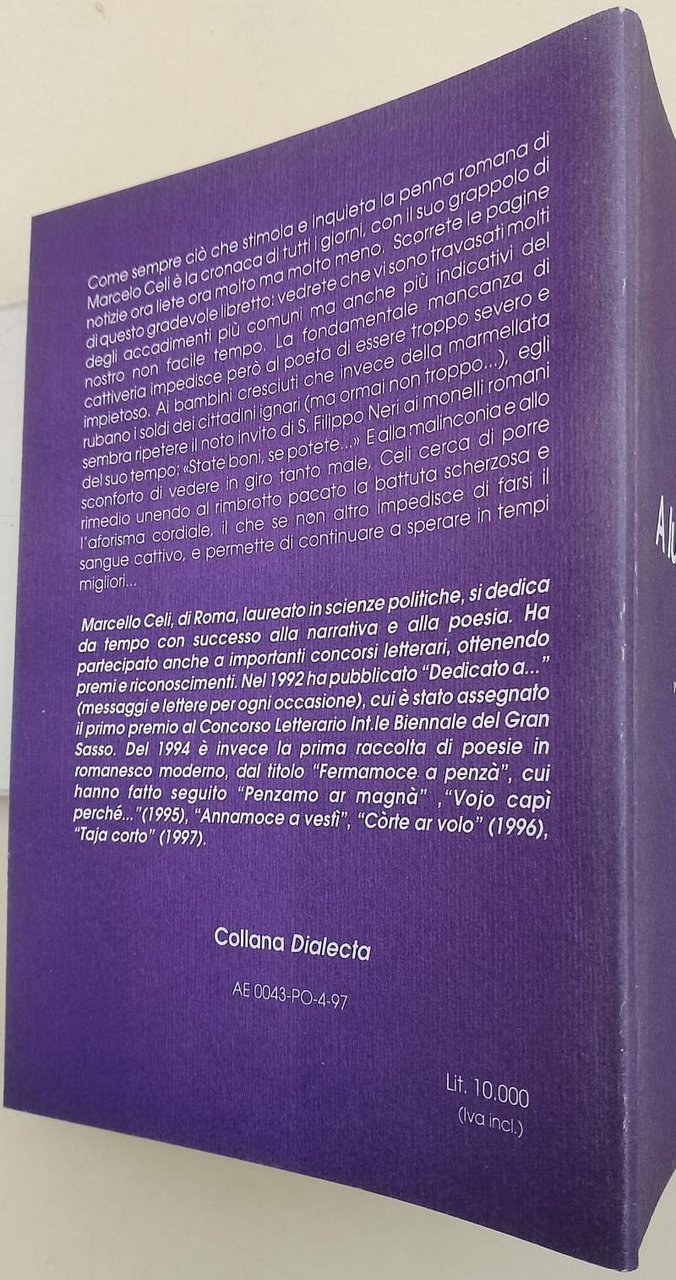 Come sempre ciò che stimola e inquieta la penna romana di
Marcelo Celi è la cronaca di tutti i giorni, con il suo grappolo di
notizie ora liete ora molto ma molto meno. Scorrete le pagine
di questo gradevole libretto: vedrete che vi sono travasati molti
degli accadimenti più comuni ma anche più indicativi del
nostro non facile tempo. La fondamentale mancanza di
cattiveria impedisce però al poeta di essere troppo severo e
impietoso. Ai bambini cresciuti che invece della marmellata
rubano i soldi dei cittadini ignari (ma ormai non troppo...), egli
sembra ripetere il noto invito di S. Filippo Neri ai monelli romani
del suo tempo: «State boni, se potete...» E alla malinconia e allo
sconforto di vedere in giro tanto male, Celi cerca di porre
rimedio unendo al rimbrotto pacato la battuta scherzosa e
l'aforisma cordiale, il che se non altro impedisce di farsi il
sangue cattivo, e permette di continuare a sperare in tempi
migliori...
Marcello Celi, di Roma, laureato in scienze politiche, si dedica
da tempo con successo alla narrativa e alla poesia. Ha
partecipato anche a importanti concorsi letterari, ottenendo
premi e riconoscimenti. Nel 1992 ha pubblicato "Dedicato a..."
(messaggi e lettere per ogni occasione), cui è stato assegnato
il primo premio al Concorso Letterario Int.le Biennale del Gran
Sasso. Del 1994 è invece la prima raccolta di poesie in
romanesco moderno, dal titolo "Fermamoce a penzà", cui
hanno fatto seguito "Penzamo ar magnà" ,"Vojo capì
perché..."(1995), "Annamoce a vestì", "Còrte ar volo" (1996),
"Taja corto" (1997).
Collana Dialecta
AE 0043-PO-4-97
Lit. 10.000
(Iva incl.)
A